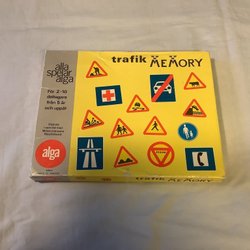 alla
spelar
alga
För 2-10
deltagare
från 5 år
och uppåt
alga
trafik MEMORY
trafik MEMORY